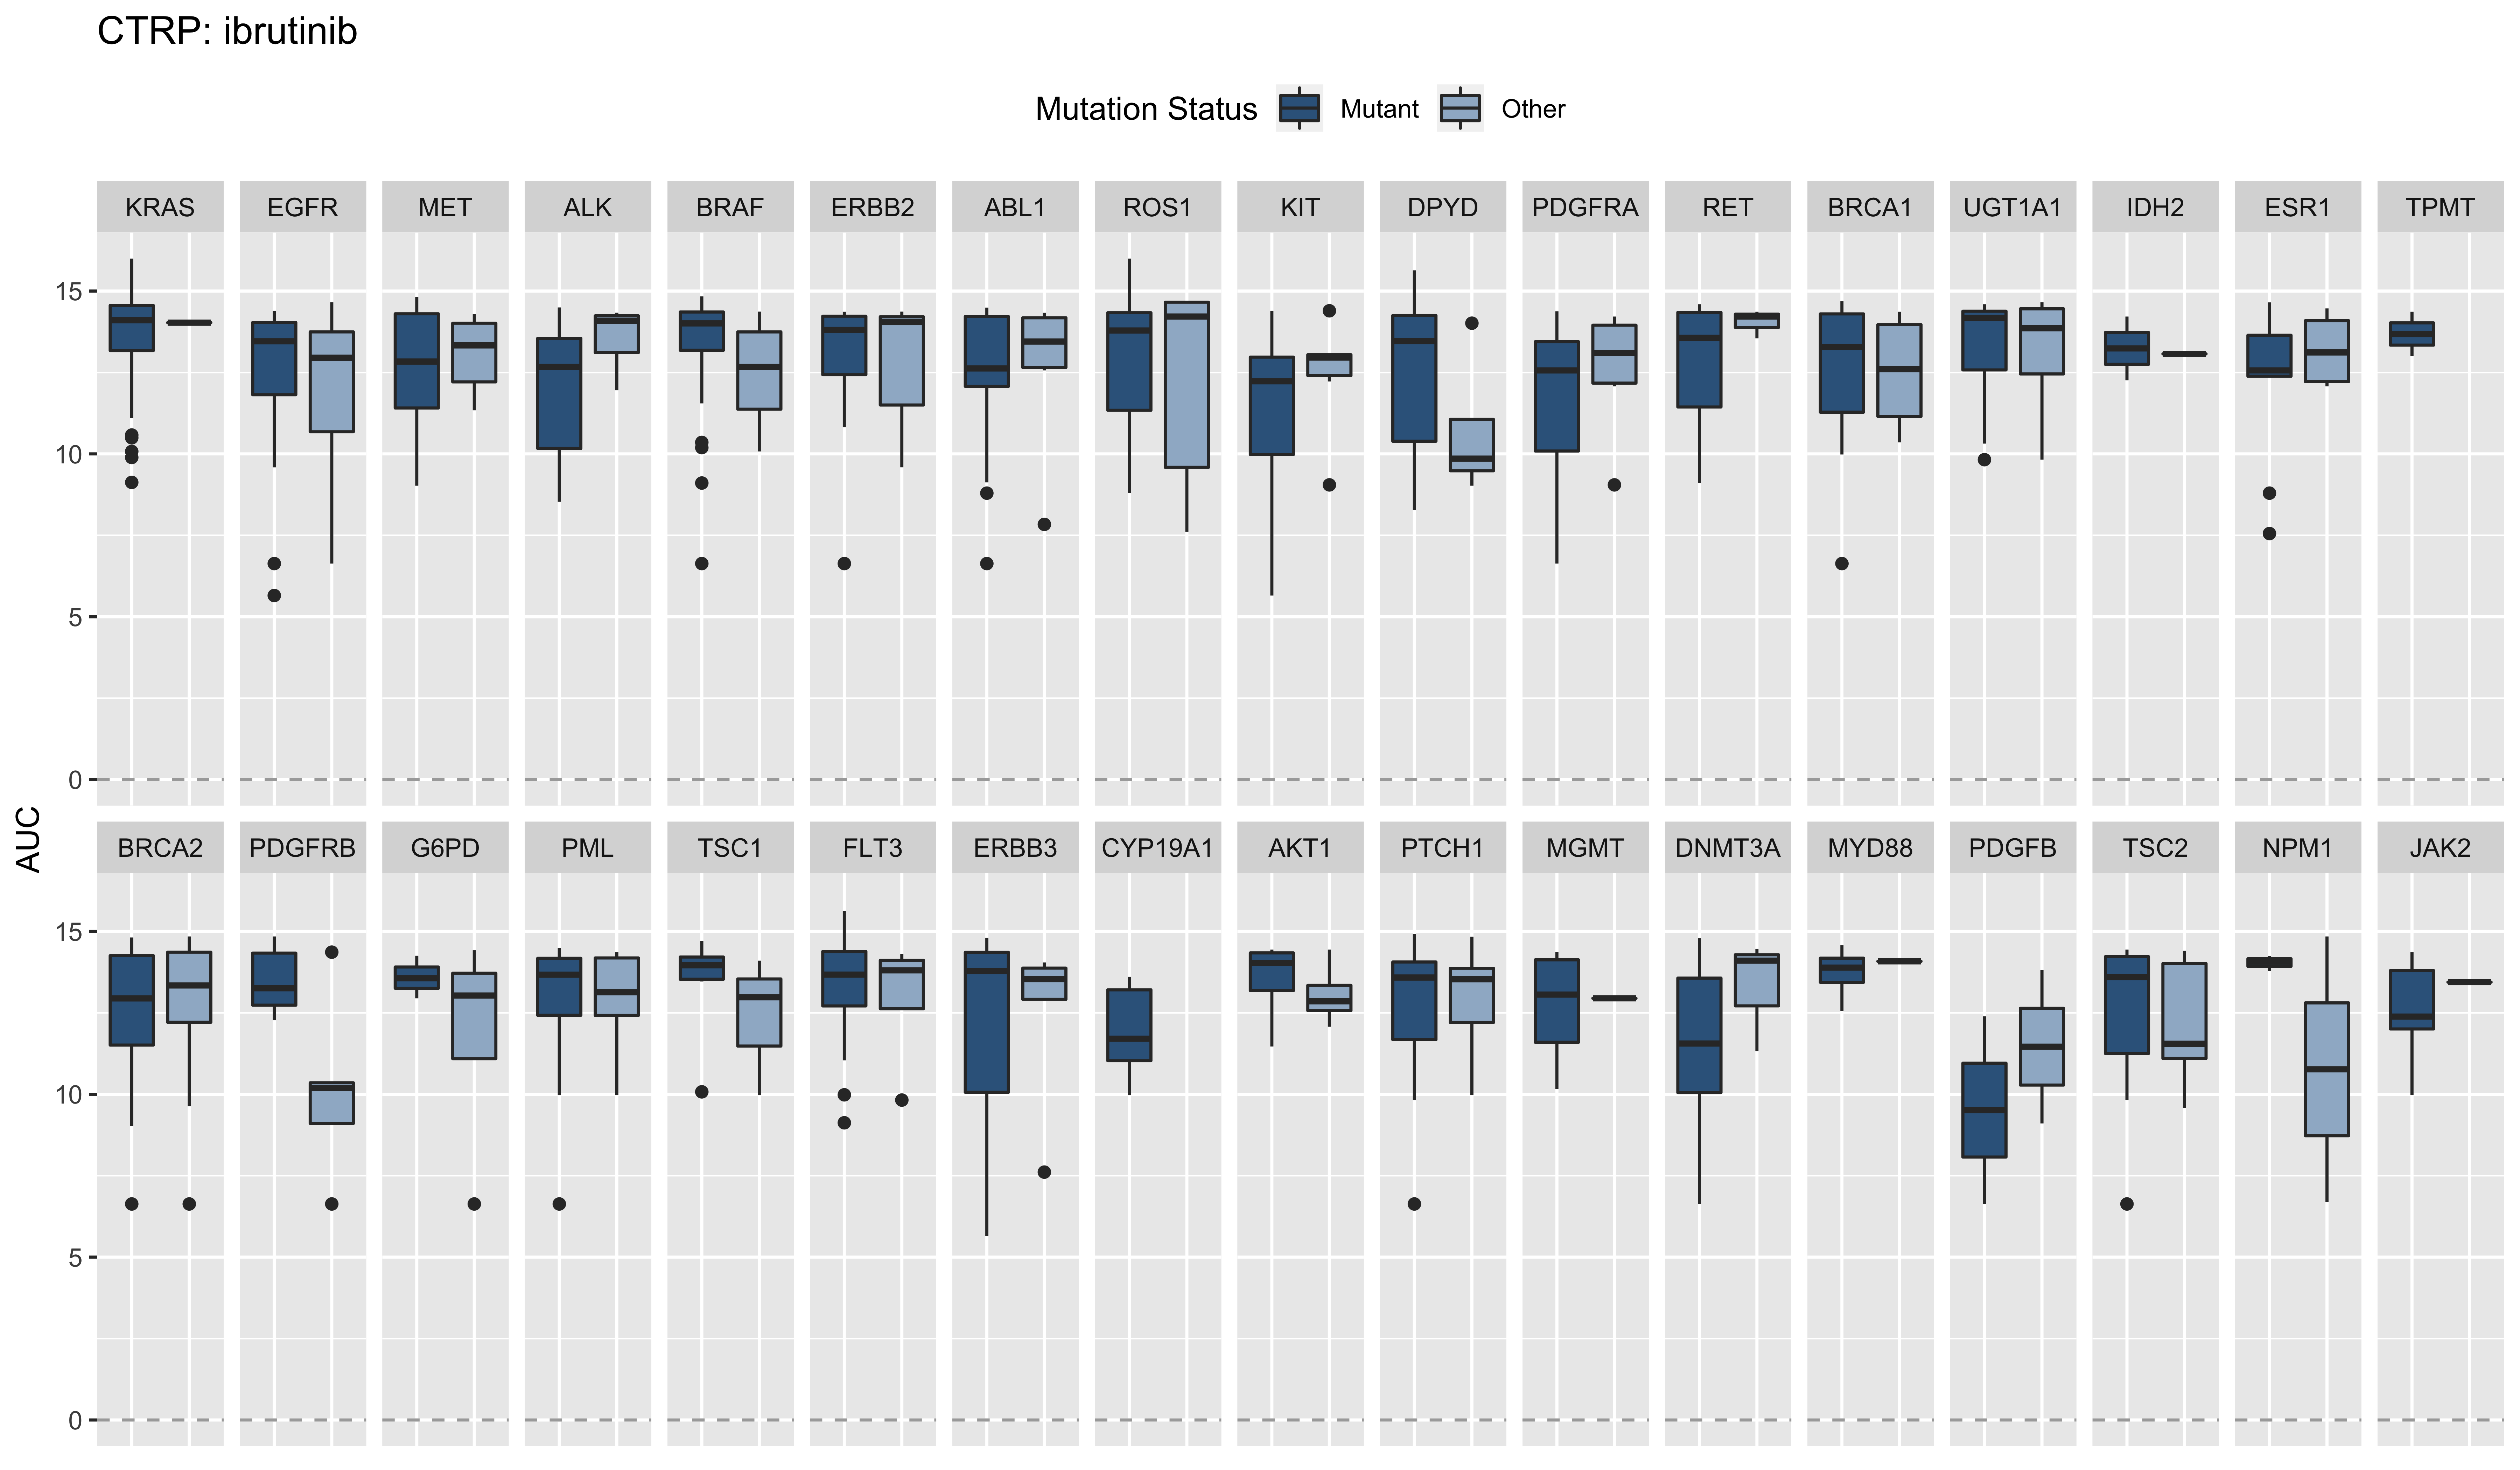 CTRP: ibrutinib
Mutation Status Mutant Other
KRAS EGFR MET ALK BRAF ERBB2 ABL1 ROS1 KIT DPYD PDGFRA RET BRCA1 UGT1A1 IDH2 ESR1 TPMT
15
10
5
0
AUC
BRCA2 PDGFRB G6PD PML TSC1 FLT3 ERBB3 CYP19A1 AKT1 PTCH1 MGMT DNMT3A MYD88 PDGFB TSC2 NPM1 JAK2
15
10
5
0